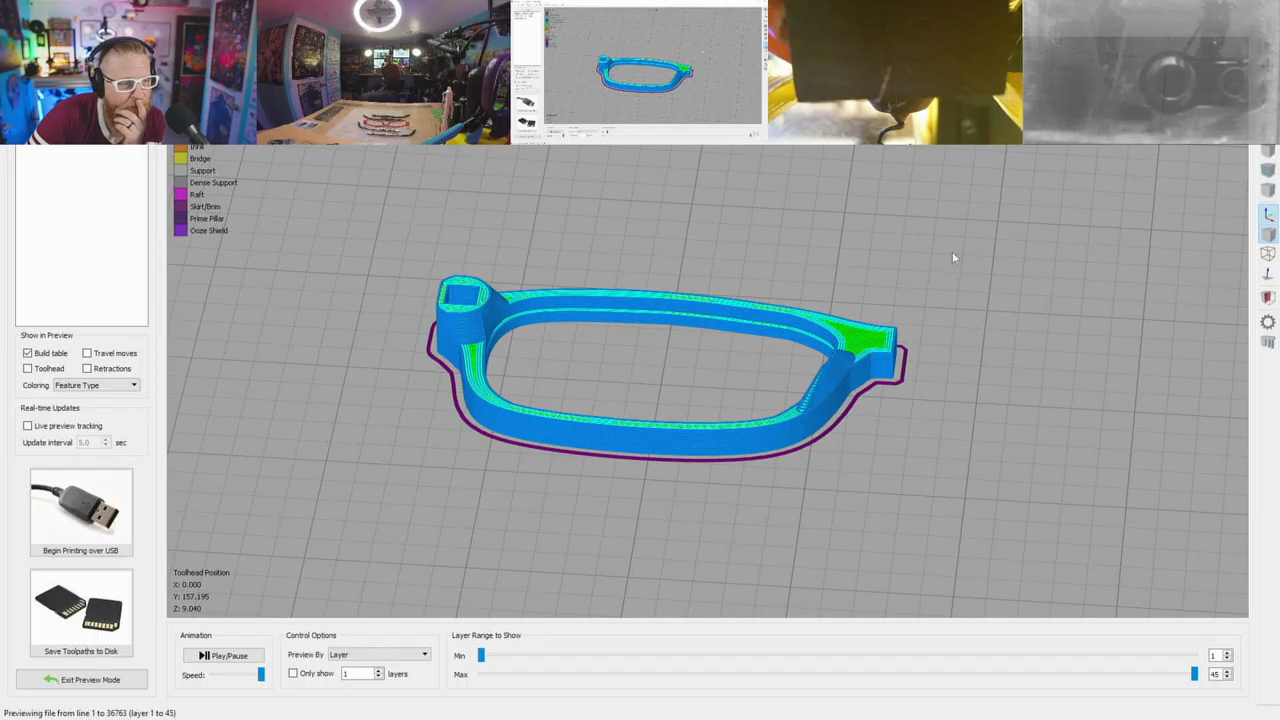 Infill
Bridge
Support
Dense Support
Raft
Skirt/Brim
Prime Pillar
Ooze Shield
Show in Preview
Build table
Travel moves
Toolhead
Retractions
Coloring Feature Type
Real-time Updates
Live preview tracking
Update interval 5.0 sec
Begin Printing over USB
Save Toolpaths to Disk
Exit Preview Mode
Toolhead Position
X: 0.000
Y: 157.195
Z: 9.040
Animation
Play/Pause
Speed:
Control Options
Preview By Layer
Only show 1 layers
Layer Range to Show
Min 1
Max 45
Previewing file from line 1 to 36763 (layer 1 to 45)